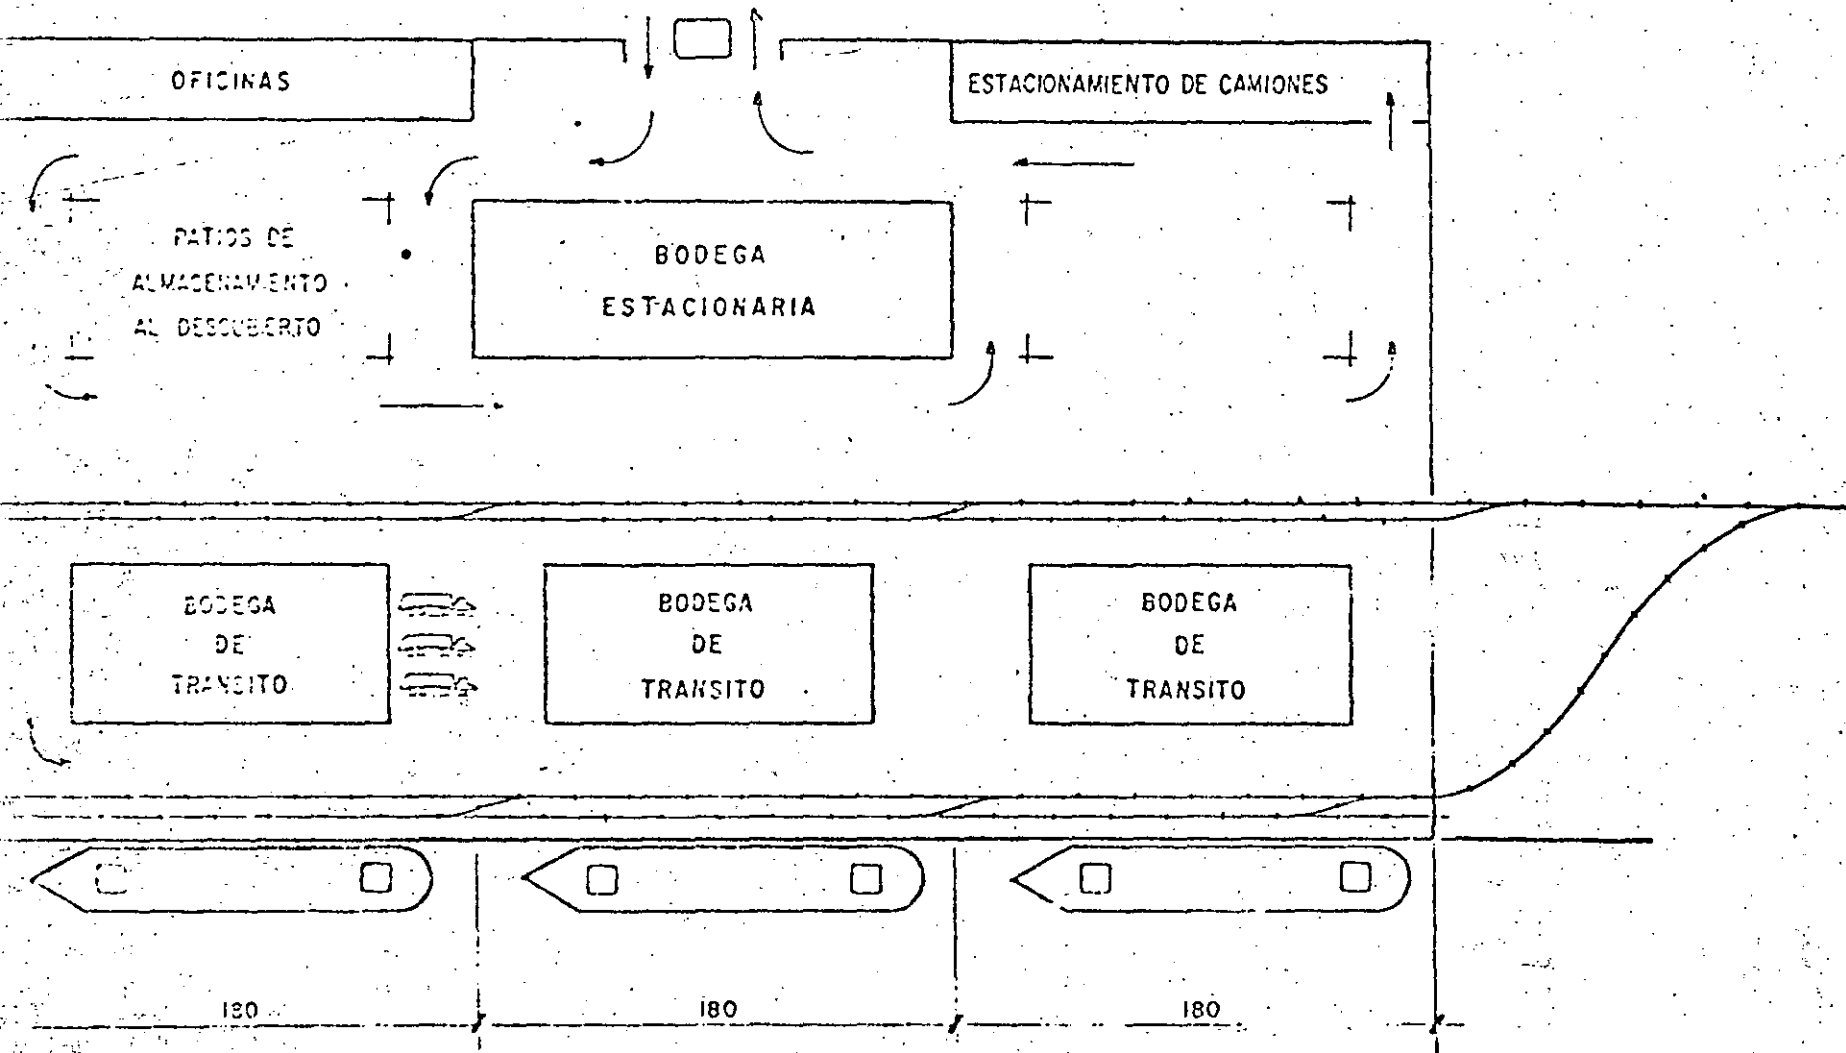 OFICINAS
ESTACIONAMIENTO DE CAMIONES
PATIOS DE
ALMACENAMIENTO
AL DESCUBIERTO
BODEGA
ESTACIONARIA
BODEGA
DE
TRANSITO
BODEGA
DE
TRANSITO
BODEGA
DE
TRANSITO
180
180
180